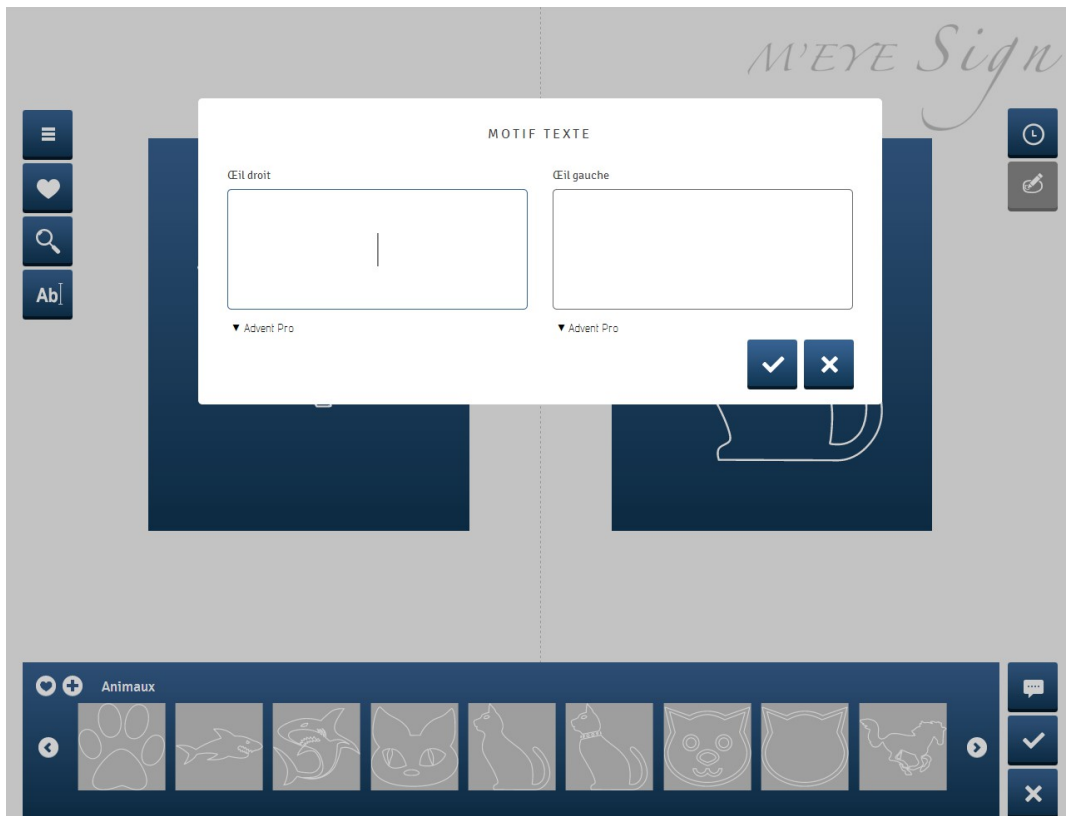 M'EYE Sign
MOTIF TEXTE
Œil droit
Œil gauche
▼ Advent Pro
▼ Advent Pro
Ab
Animaux